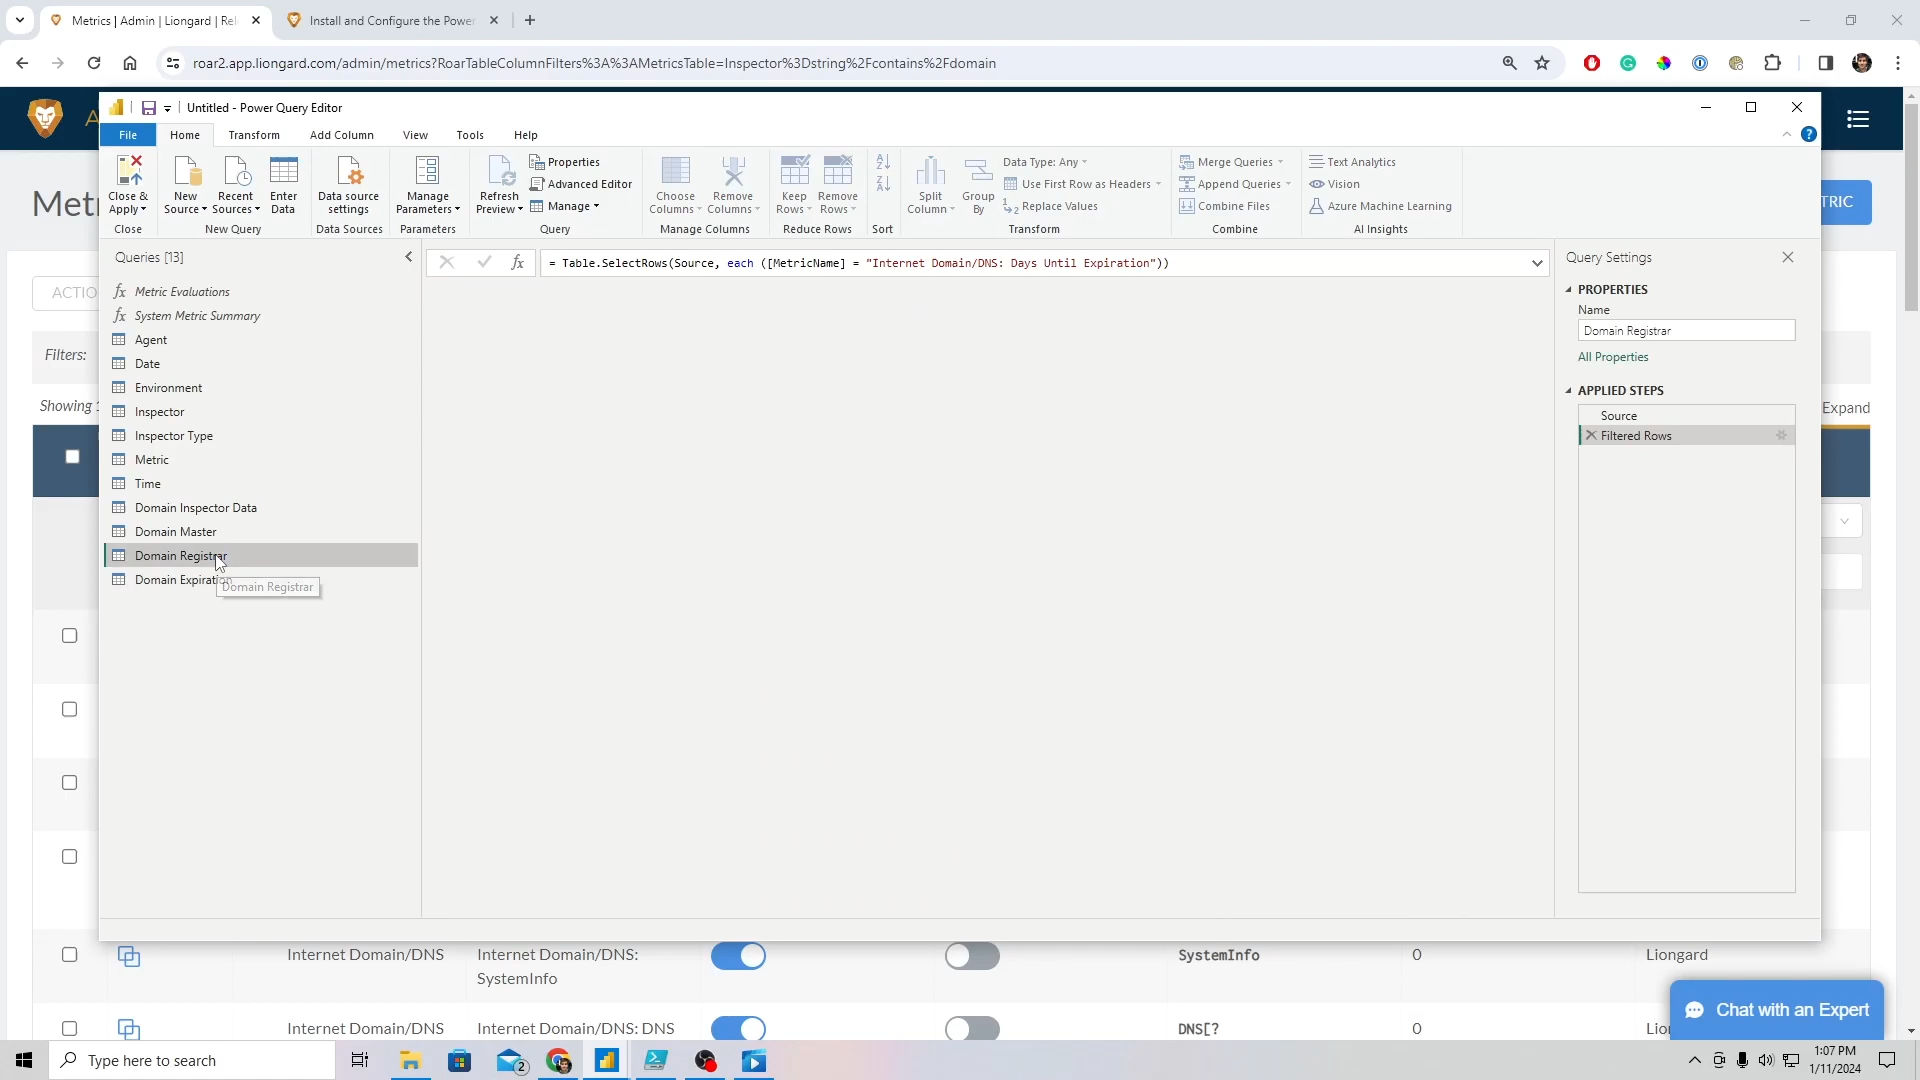 Metrics | Admin | Liongard | Rel
Install and Configure the Power
roar2.app.liongard.com/admin/metrics?RoarTableColumnFilters%3A%3AMetricsTable=Inspector%3Dstring%2Fcontains%2Fdomain
Untitled - Power Query Editor
File
Home
Transform
Add Column
View
Tools
Help
Close & Apply
Close
New Source
Recent Sources
Enter Data
New Query
Data source settings
Data Sources
Manage Parameters
Parameters
Refresh Preview
Properties
Advanced Editor
Manage
Query
Choose Columns
Remove Columns
Manage Columns
Keep Rows
Remove Rows
Reduce Rows
Sort
Split Column
Group By
Data Type: Any
Use First Row as Headers
Replace Values
Transform
Merge Queries
Append Queries
Combine Files
Combine
Text Analytics
Vision
Azure Machine Learning
AI Insights
Metr
TRIC
ACTIO
Filters:
Showing 1
Expand
Queries [13]
Metric Evaluations
System Metric Summary
Agent
Date
Environment
Inspector
Inspector Type
Metric
Time
Domain Inspector Data
Domain Master
Domain Registrar
Domain Expiration
Domain Registrar
= Table.SelectRows(Source, each ([MetricName] = "Internet Domain/DNS: Days Until Expiration"))
Query Settings
PROPERTIES
Name
Domain Registrar
All Properties
APPLIED STEPS
Source
Filtered Rows
Internet Domain/DNS
Internet Domain/DNS:
SystemInfo
SystemInfo
0
Liongard
Internet Domain/DNS
Internet Domain/DNS: DNS
DNS[?
0
Lion
Chat with an Expert
Type here to search
2
1:07 PM
1/11/2024